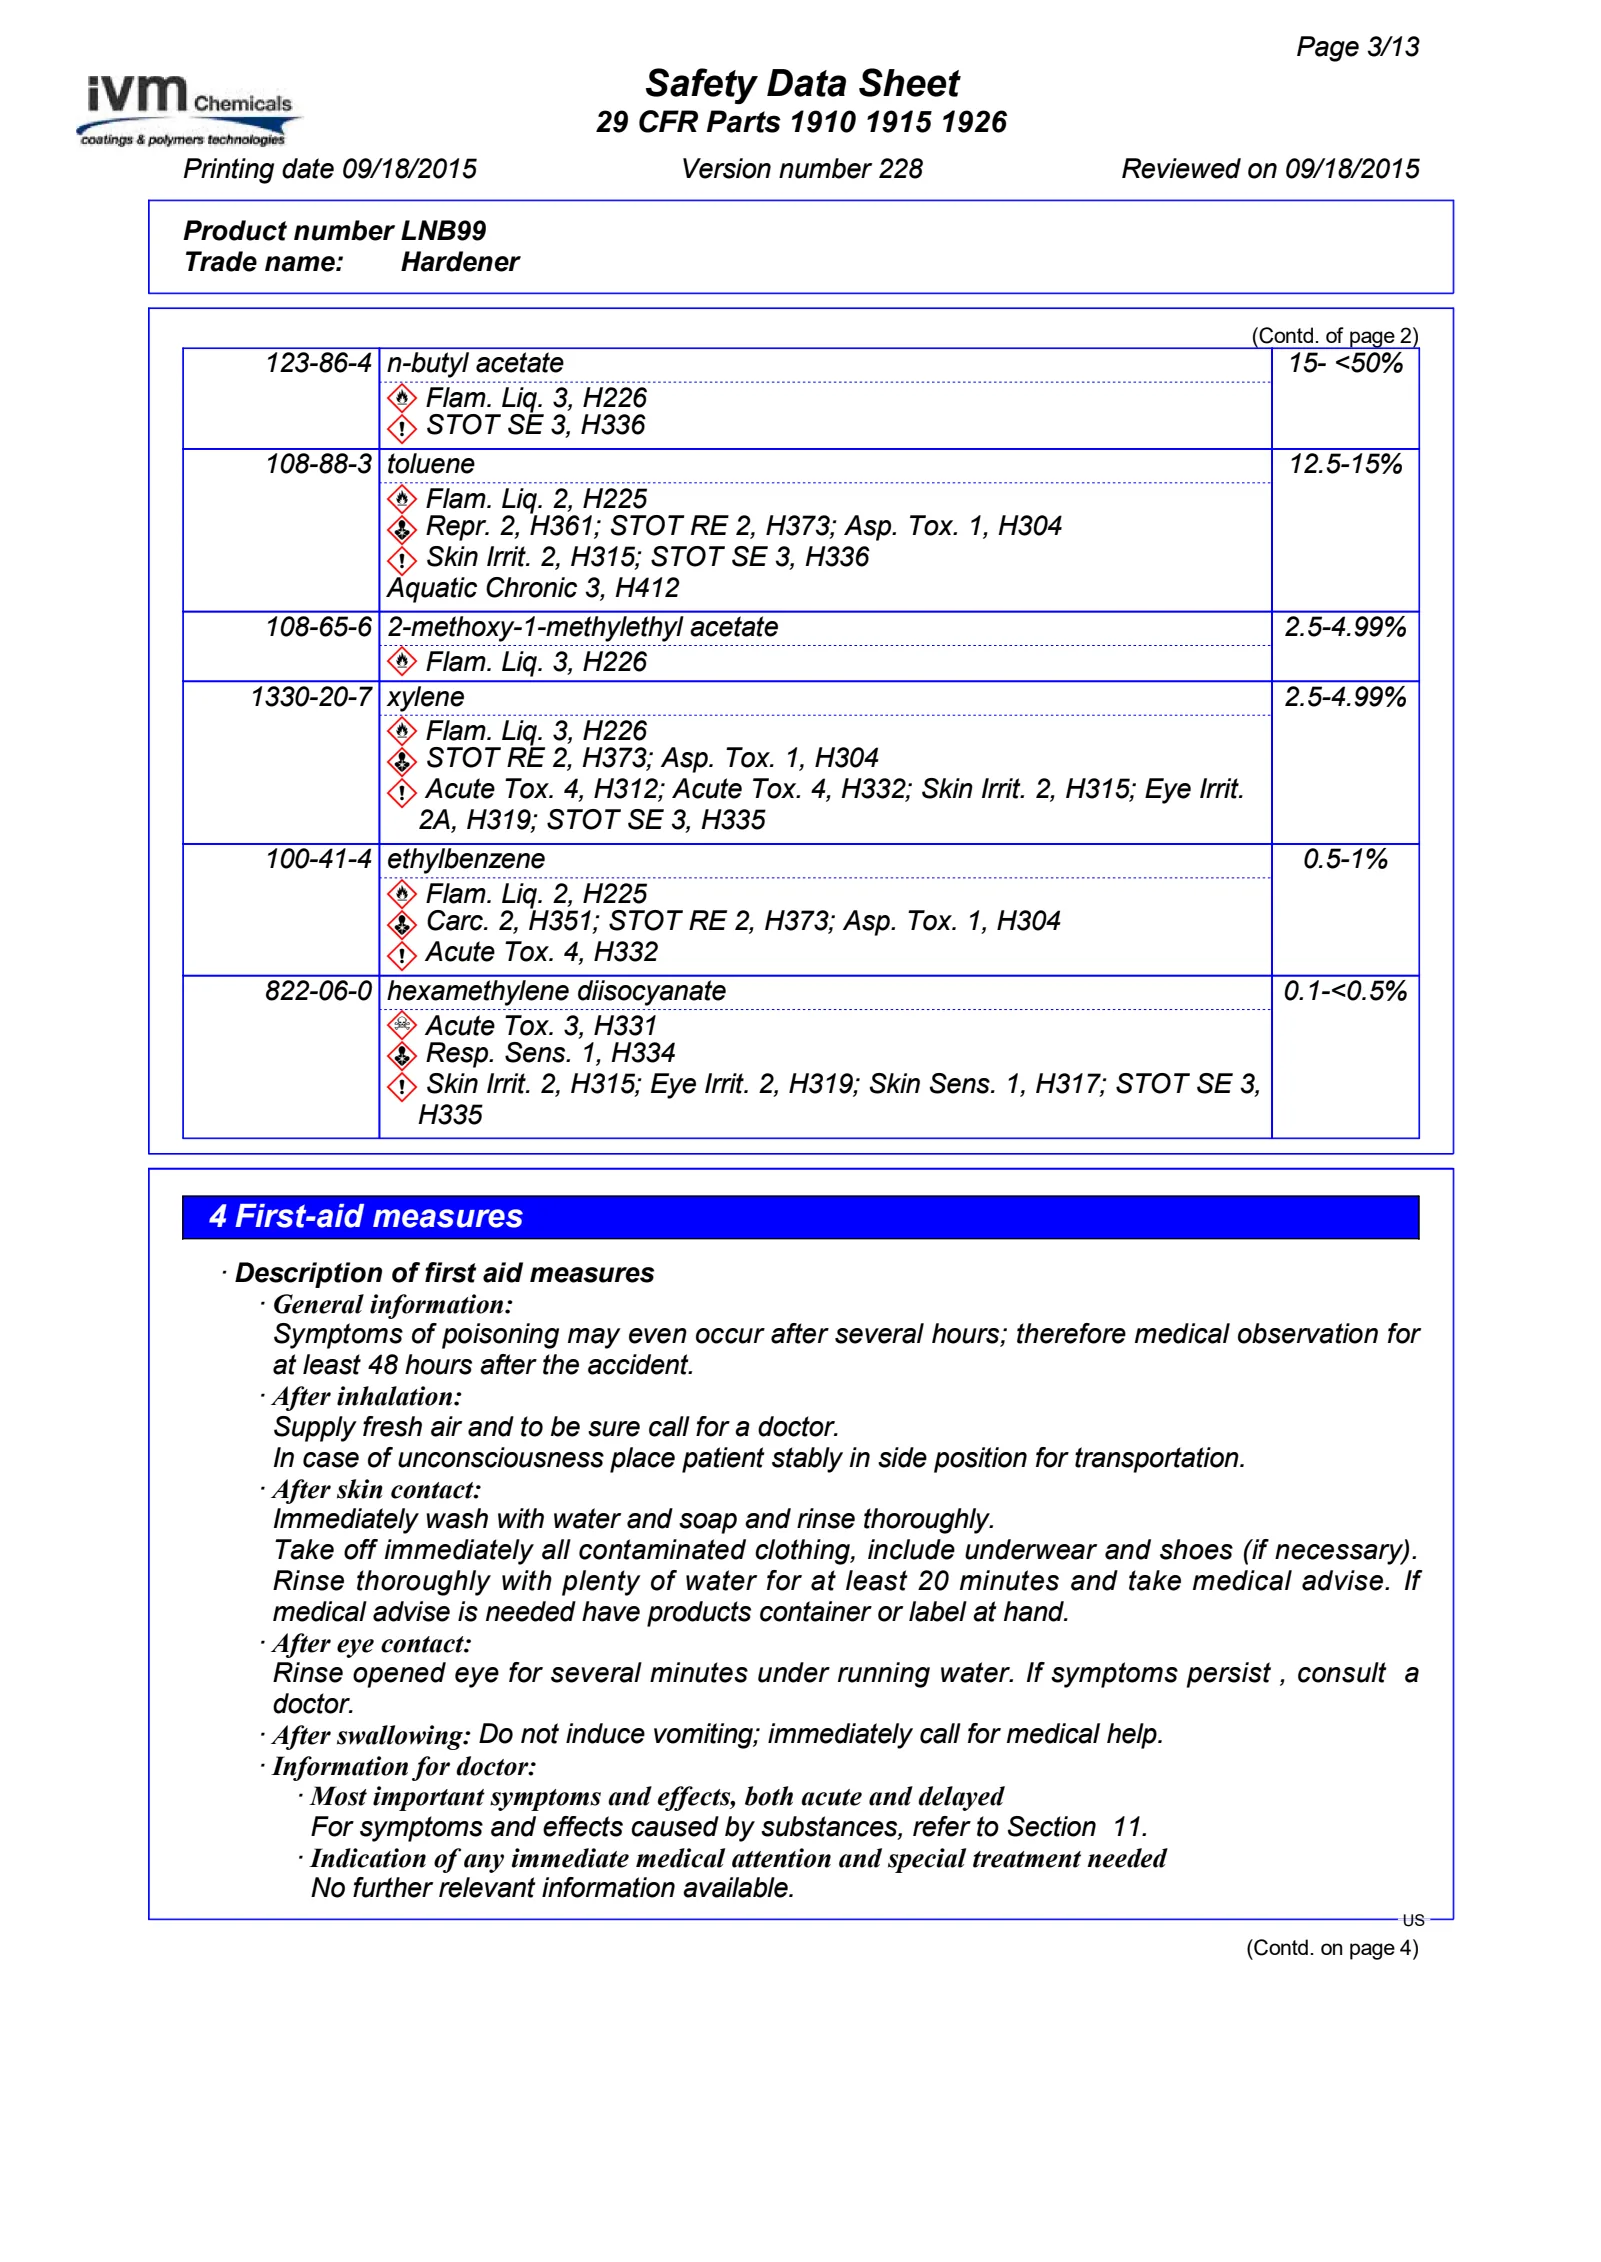 Page 3/13
ivm Chemicals
coatings & polymers technologies
Safety Data Sheet
29 CFR Parts 1910 1915 1926
Printing date 09/18/2015 Version number 228 Reviewed on 09/18/2015
Product number LNB99
Trade name: Hardener
(Contd. of page 2)
123-86-4 n-butyl acetate 15- <50%
Flam. Liq. 3, H226
STOT SE 3, H336
108-88-3 toluene 12.5-15%
Flam. Liq. 2, H225
Repr. 2, H361; STOT RE 2, H373; Asp. Tox. 1, H304
Skin Irrit. 2, H315; STOT SE 3, H336
Aquatic Chronic 3, H412
108-65-6 2-methoxy-1-methylethyl acetate 2.5-4.99%
Flam. Liq. 3, H226
1330-20-7 xylene 2.5-4.99%
Flam. Liq. 3, H226
STOT RE 2, H373; Asp. Tox. 1, H304
Acute Tox. 4, H312; Acute Tox. 4, H332; Skin Irrit. 2, H315; Eye Irrit.
2A, H319; STOT SE 3, H335
100-41-4 ethylbenzene 0.5-1%
Flam. Liq. 2, H225
Carc. 2, H351; STOT RE 2, H373; Asp. Tox. 1, H304
Acute Tox. 4, H332
822-06-0 hexamethylene diisocyanate 0.1-<0.5%
Acute Tox. 3, H331
Resp. Sens. 1, H334
Skin Irrit. 2, H315; Eye Irrit. 2, H319; Skin Sens. 1, H317; STOT SE 3,
H335
4 First-aid measures
· Description of first aid measures
· General information:
Symptoms of poisoning may even occur after several hours; therefore medical observation for
at least 48 hours after the accident.
· After inhalation:
Supply fresh air and to be sure call for a doctor.
In case of unconsciousness place patient stably in side position for transportation.
· After skin contact:
Immediately wash with water and soap and rinse thoroughly.
Take off immediately all contaminated clothing, include underwear and shoes (if necessary).
Rinse thoroughly with plenty of water for at least 20 minutes and take medical advise. If
medical advise is needed have products container or label at hand.
· After eye contact:
Rinse opened eye for several minutes under running water. If symptoms persist , consult a
doctor.
· After swallowing: Do not induce vomiting; immediately call for medical help.
· Information for doctor:
· Most important symptoms and effects, both acute and delayed
For symptoms and effects caused by substances, refer to Section 11.
· Indication of any immediate medical attention and special treatment needed
No further relevant information available.
US
(Contd. on page 4)